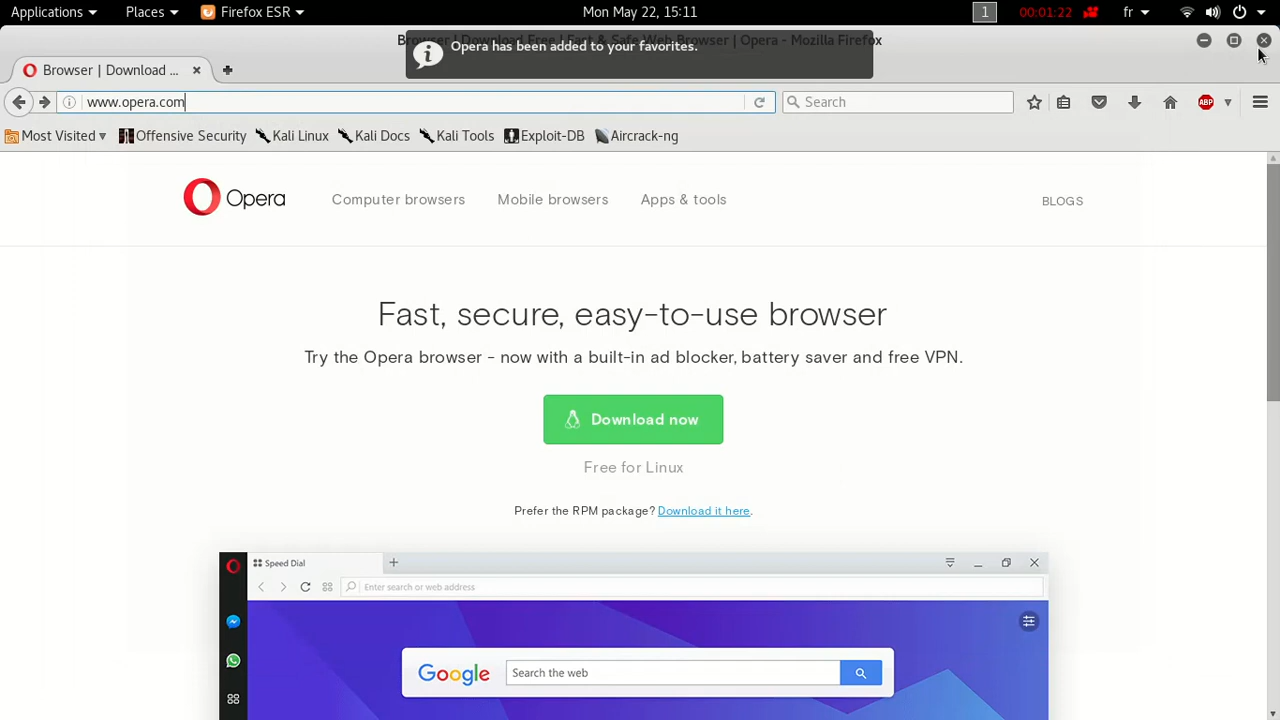 Applications
Places
Firefox ESR
Mon May 22, 15:11
1
00:01:22
fr
Browser | Download Free | Fast & Safe Web Browser | Opera - Mozilla Firefox
Opera has been added to your favorites.
Browser | Download ...
www.opera.com
Search
ABP
Most Visited
Offensive Security
Kali Linux
Kali Docs
Kali Tools
Exploit-DB
Aircrack-ng
Opera
Computer browsers
Mobile browsers
Apps & tools
BLOGS
Fast, secure, easy-to-use browser
Try the Opera browser - now with a built-in ad blocker, battery saver and free VPN.
Download now
Free for Linux
Prefer the RPM package? Download it here.
Speed Dial
Enter search or web address
Google
Search the web